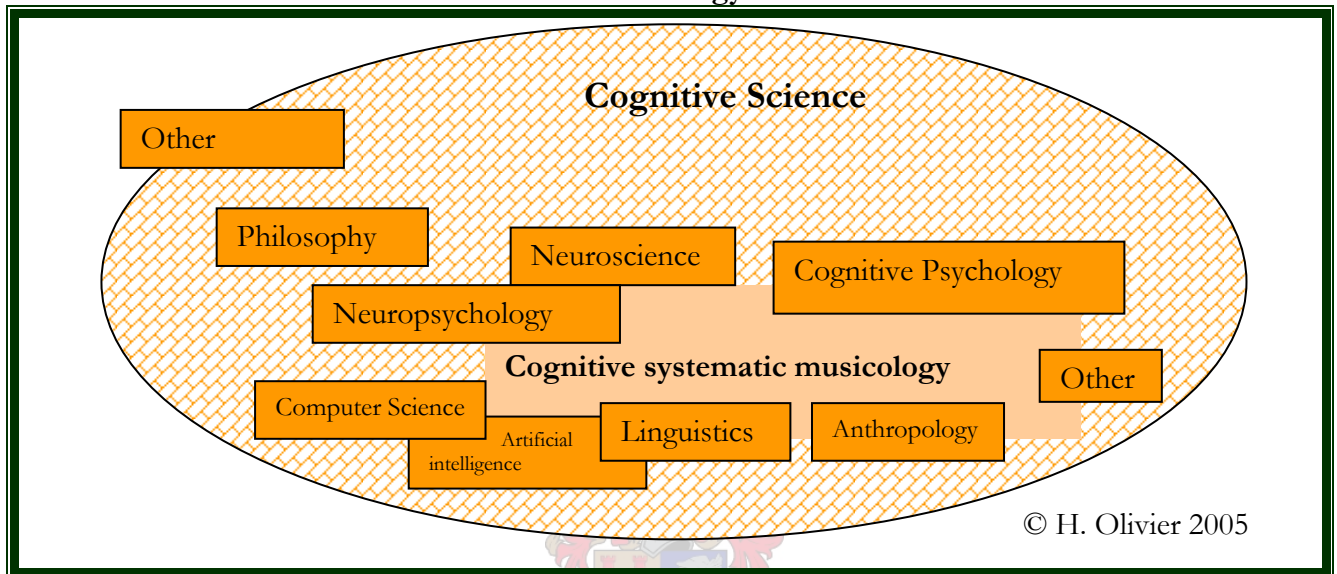 Cognitive Science
Other
Philosophy
Neuroscience
Cognitive Psychology
Neuropsychology
Cognitive systematic musicology
Other
Computer Science
Artificial
intelligence
Linguistics
Anthropology
© H. Olivier 2005